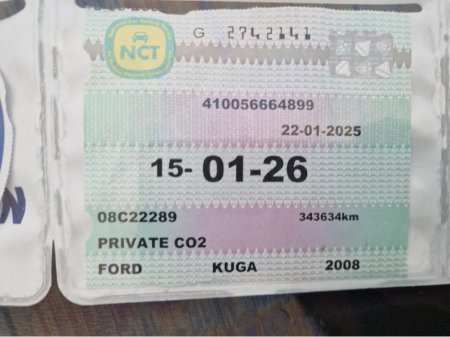 NCT
G 2742141
410056664899
22-01-2025
15-01-26
08C22289 343634km
PRIVATE CO2
FORD KUGA 2008